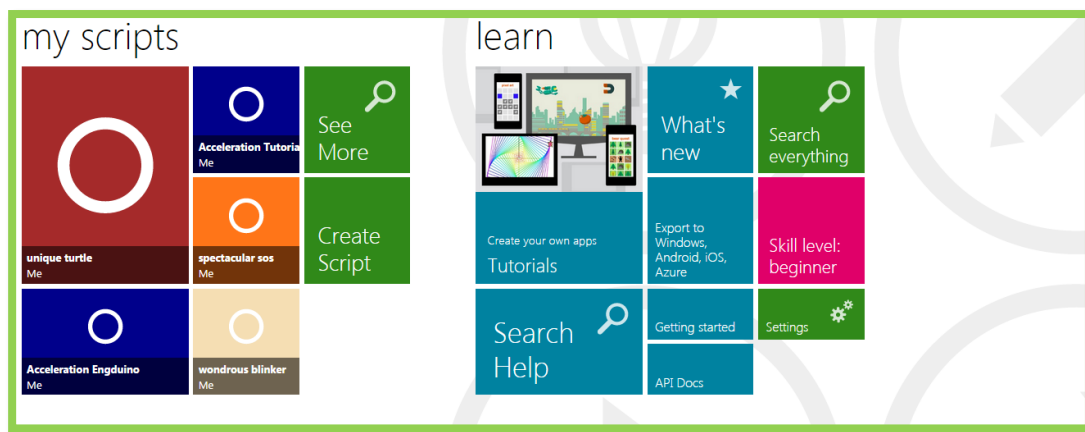 my scripts
unique turtle
Me
Acceleration Tutoria
Me
See
More
spectacular sos
Me
Create
Script
Acceleration Engduino
Me
wondrous blinker
Me
learn
What's
new
Search
everything
Create your own apps
Tutorials
Export to
Windows,
Android, iOS,
Azure
Skill level:
beginner
Search
Help
Getting started
Settings
API Docs